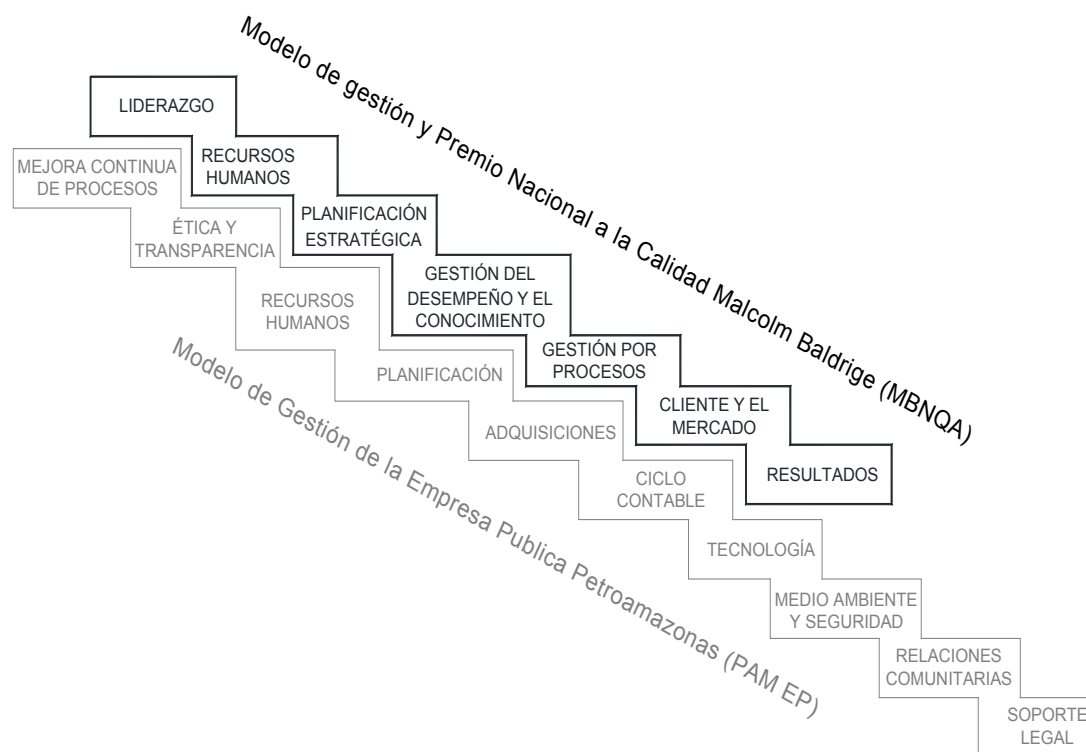 Modelo de gestión y Premio Nacional a la Calidad Malcolm Baldrige (MBNQA)
LIDERAZGO
RECURSOS
HUMANOS
PLANIFICACIÓN
ESTRATÉGICA
GESTIÓN DEL
DESEMPEÑO Y EL
CONOCIMIENTO
GESTIÓN POR
PROCESOS
CLIENTE Y EL
MERCADO
RESULTADOS
MEJORA CONTINUA
DE PROCESOS
ÉTICA Y
TRANSPARENCIA
RECURSOS
HUMANOS
PLANIFICACIÓN
ADQUISICIONES
CICLO
CONTABLE
TECNOLOGÍA
MEDIO AMBIENTE
Y SEGURIDAD
RELACIONES
COMUNITARIAS
SOPORTE
LEGAL
Modelo de Gestión de la Empresa Publica Petroamazonas (PAM EP)